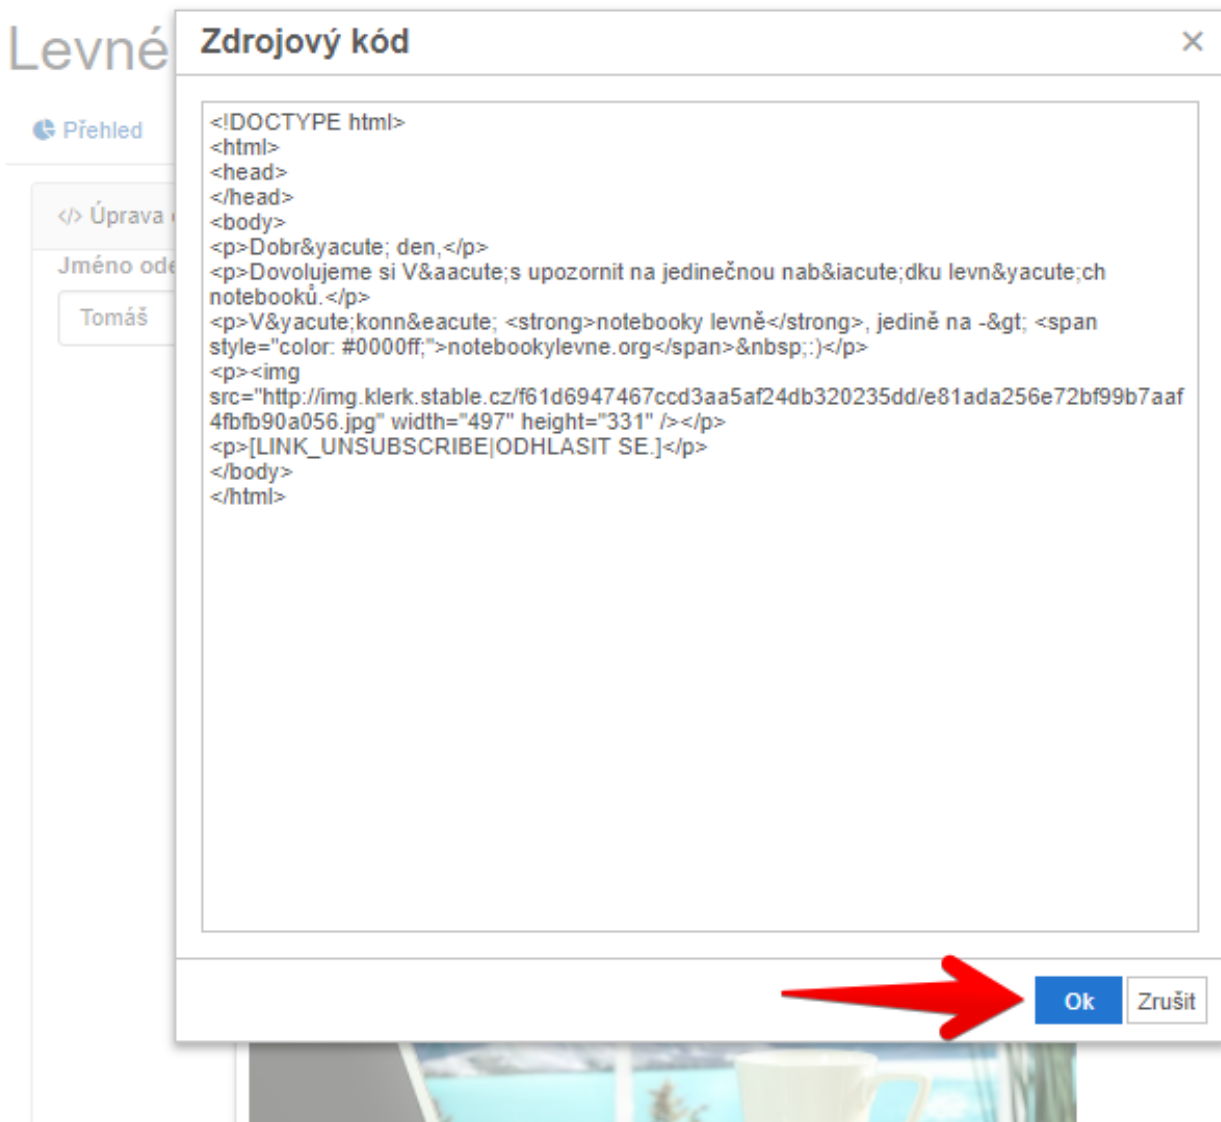 Levné
Zdrojový kód
×
Přehled
</> Úprava
Jméno ode
Tomáš
<!DOCTYPE html>
<html>
<head>
</head>
<body>
<p>Dobr&yacute; den,</p>
<p>Dovolujeme si V&aacute;s upozornit na jedinečnou nab&iacute;dku levn&yacute;ch
notebooků.</p>
<p>V&yacute;konn&eacute; <strong>notebooky levně</strong>, jedině na -&gt; <span
style="color: #0000ff;">notebookylevne.org</span>&nbsp;:)</p>
<p><img
src="http://img.klerk.stable.cz/f61d6947467ccd3aa5af24db320235dd/e81ada256e72bf99b7aaf
4fbfb90a056.jpg" width="497" height="331" /></p>
<p>[LINK_UNSUBSCRIBE|ODHLASIT SE.]</p>
</body>
</html>
Ok
Zrušit